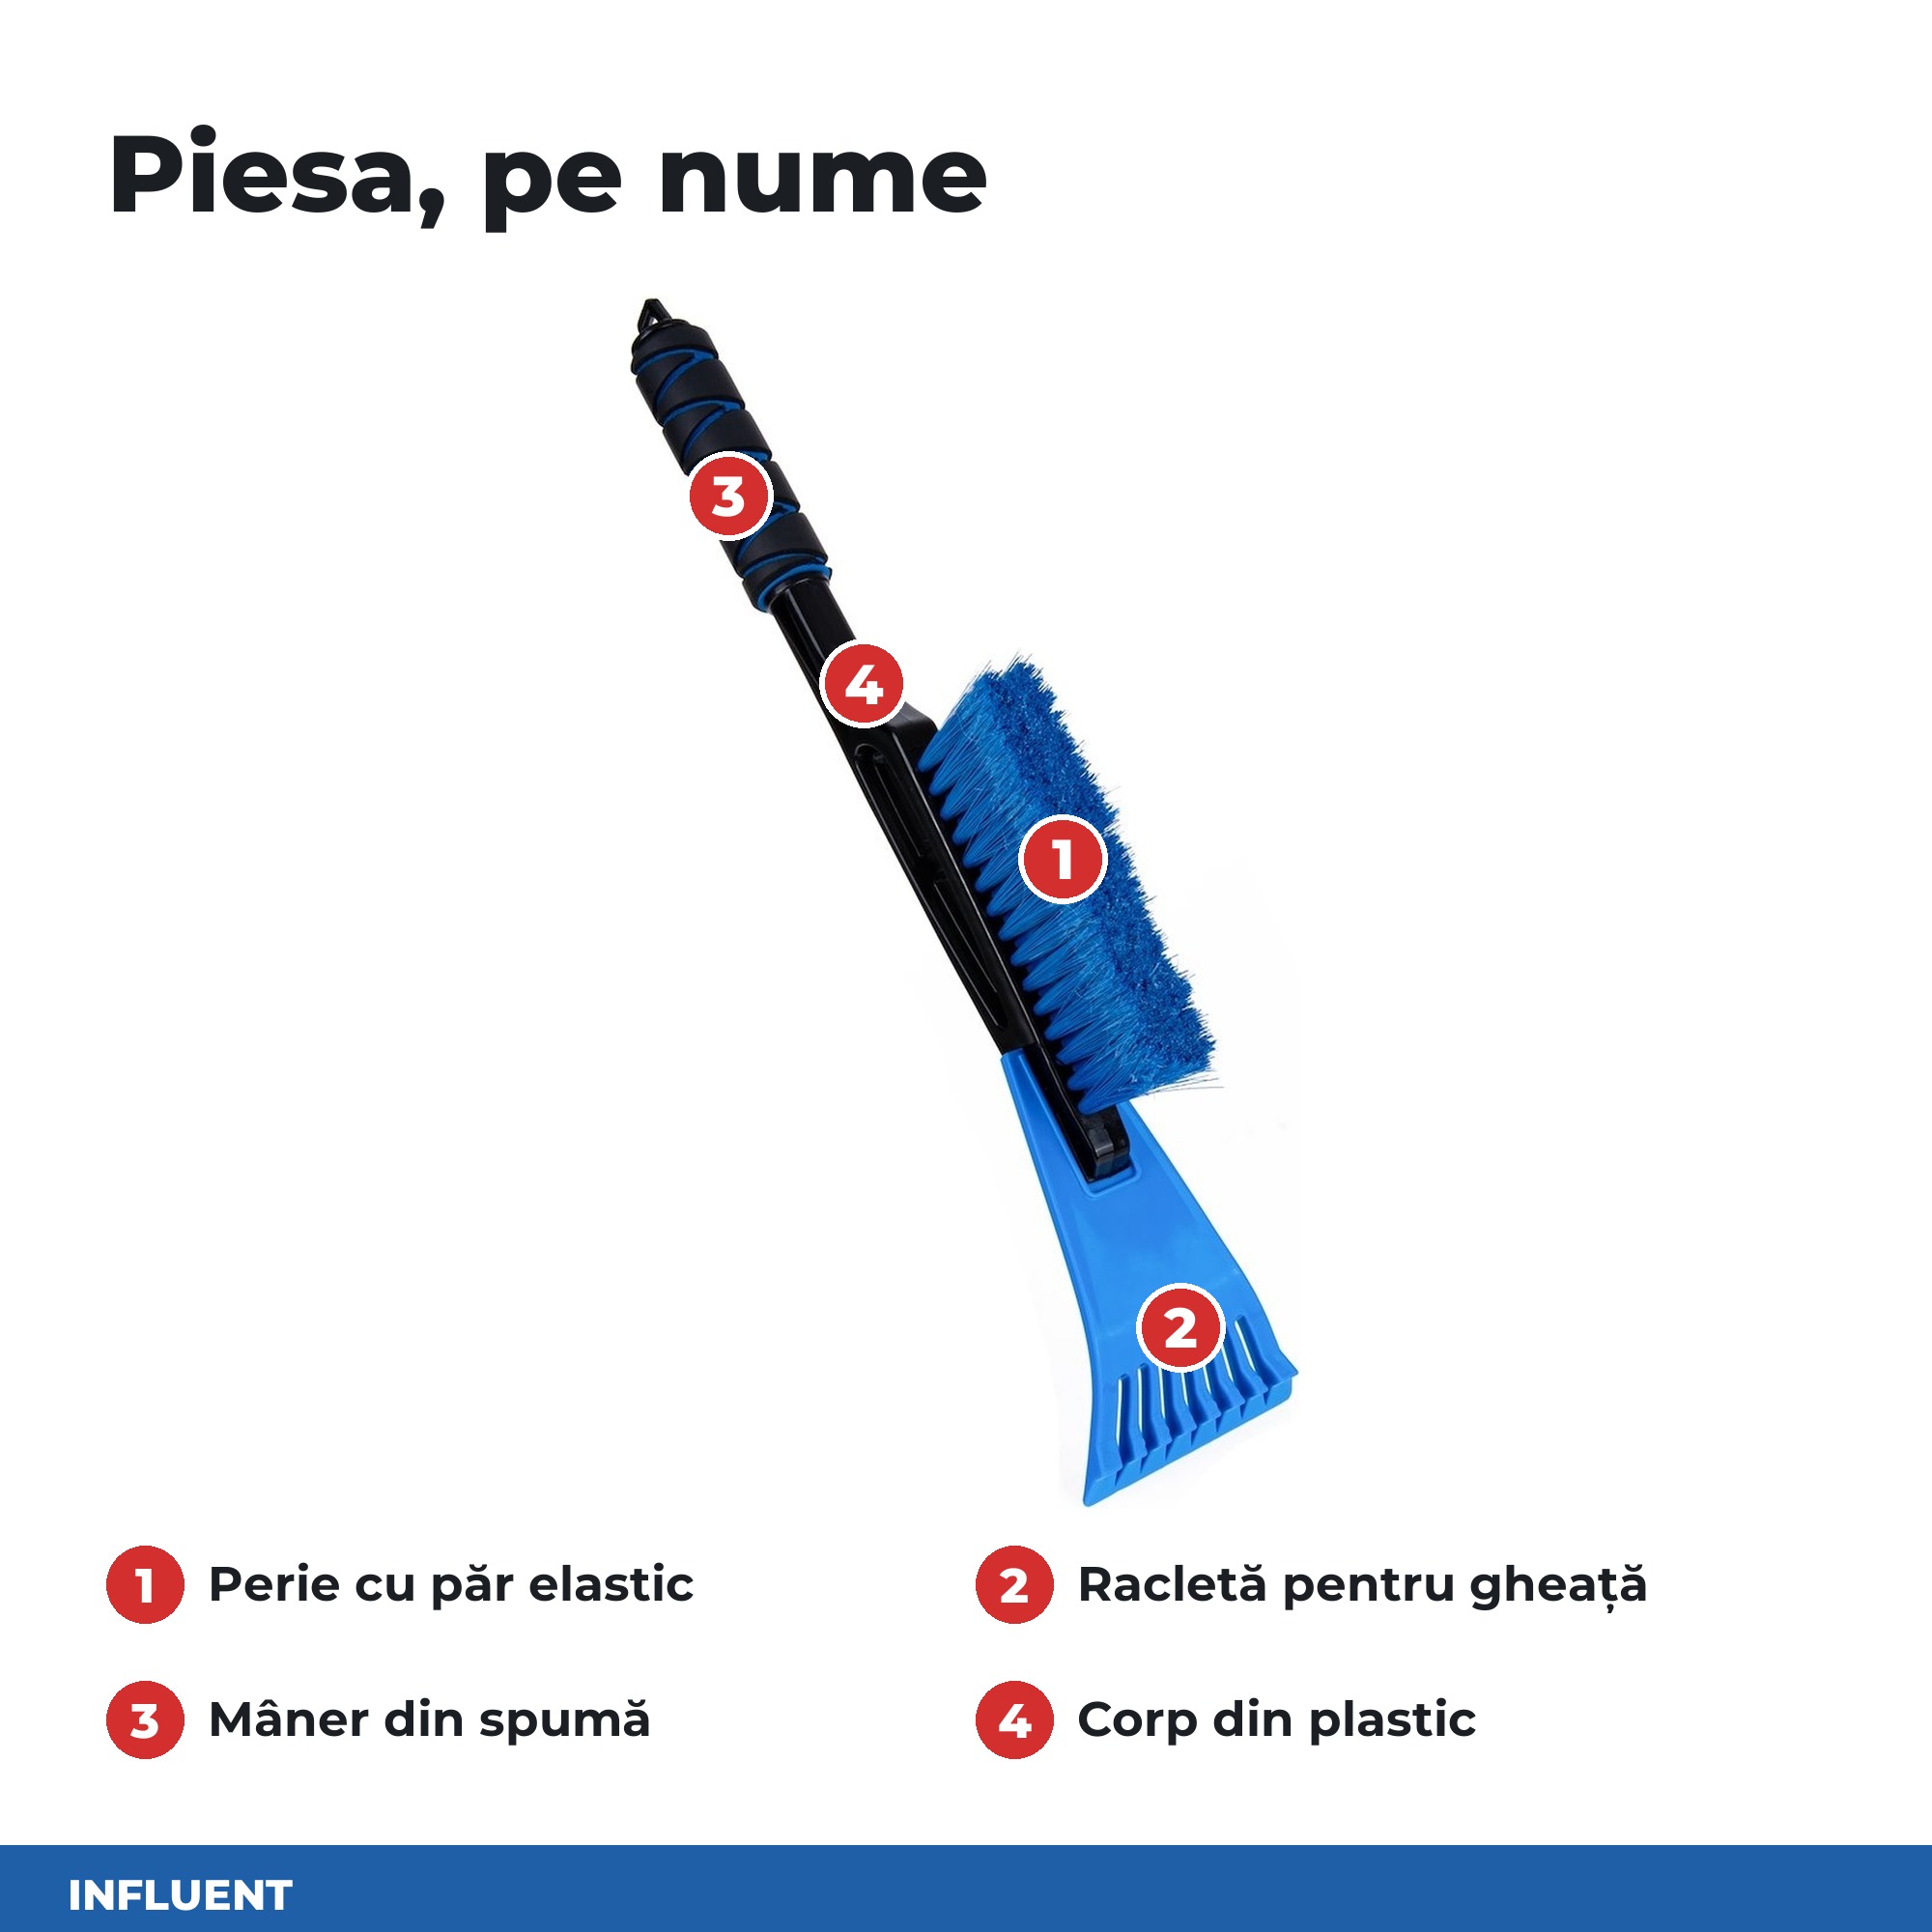 Piesa, pe nume
3
4
1
2
1 Perie cu păr elastic
2 Racletă pentru gheață
3 Mâner din spumă
4 Corp din plastic
INFLUENT